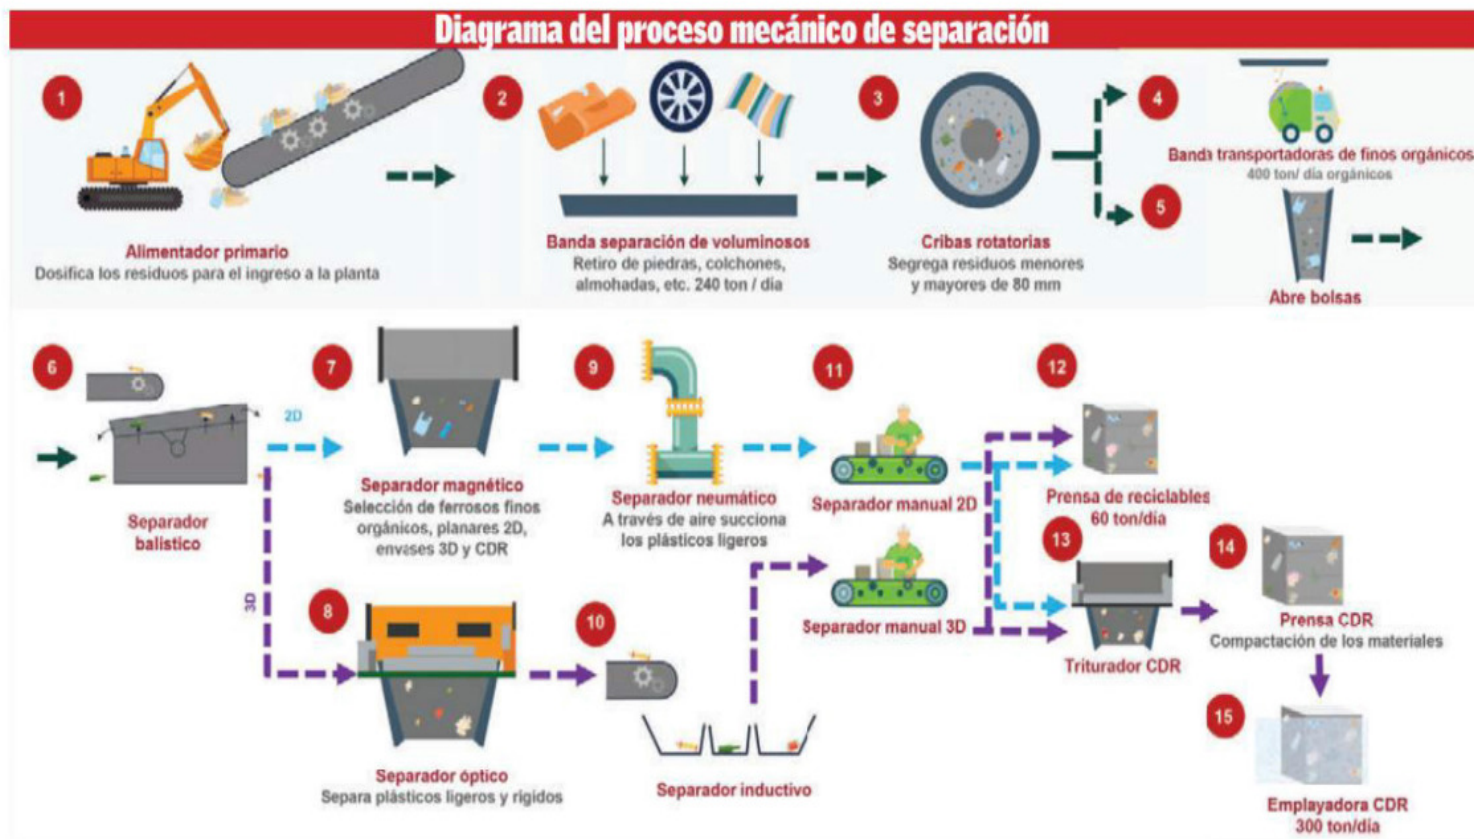 Diagrama del proceso mecánico de separación
1
Alimentador primario
Dosifica los residuos para el ingreso a la planta
2
Banda separación de voluminosos
Retiro de piedras, colchones,
almohadas, etc. 240 ton / día
3
Cribas rotatorias
Segrega residuos menores
y mayores de 80 mm
4
Banda transportadoras de finos orgánicos
400 ton/ día orgánicos
5
Abre bolsas
6
Separador
balístico
2D
3D
7
Separador magnético
Selección de ferrosos finos
orgánicos, planares 2D,
envases 3D y CDR
8
Separador óptico
Separa plásticos ligeros y rígidos
9
Separador neumático
A través de aire succiona
los plásticos ligeros
10
Separador inductivo
11
Separador manual 2D
Separador manual 3D
12
Prensa de reciclables
60 ton/día
13
Triturador CDR
14
Prensa CDR
Compactación de los materiales
15
Emplayadora CDR
300 ton/día